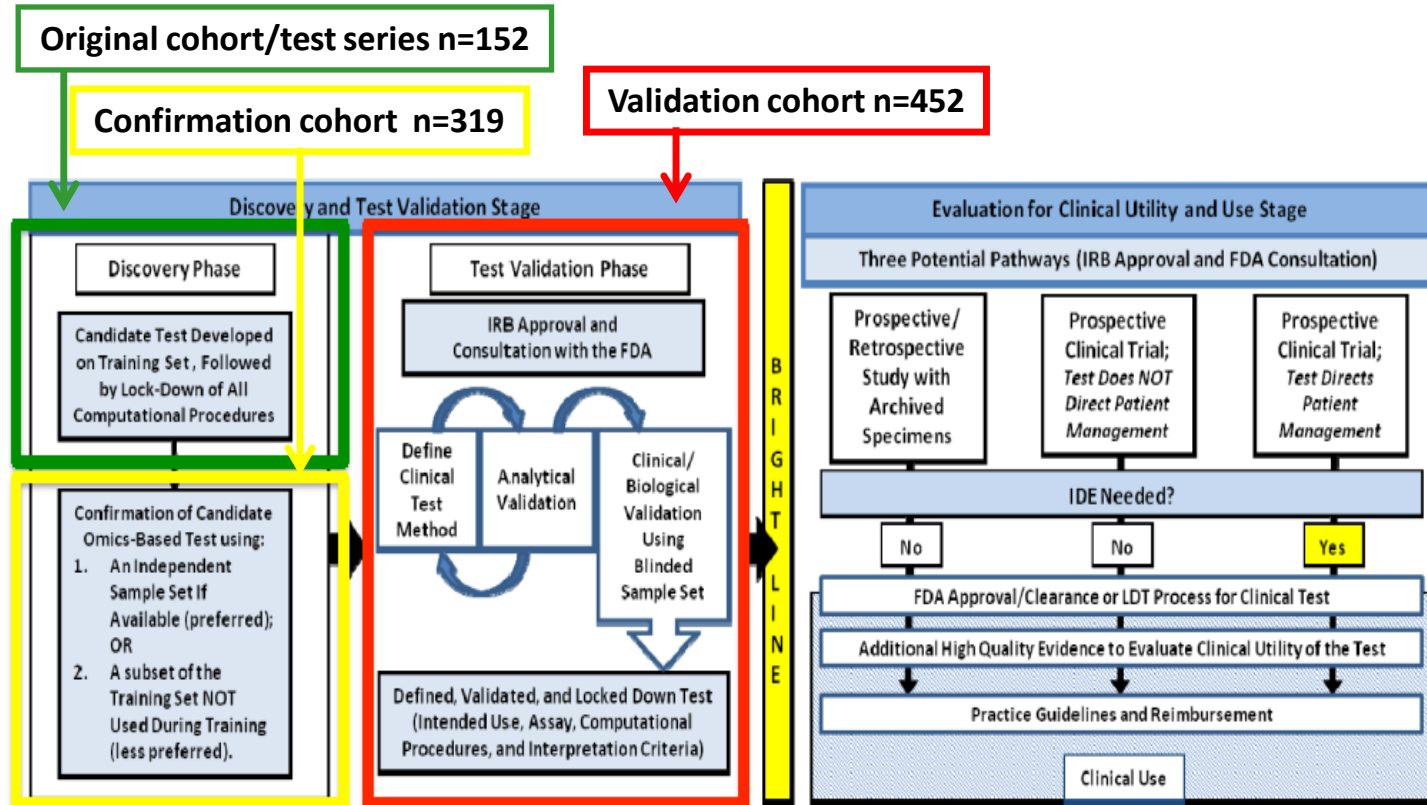 Original cohort/test series n=152
Confirmation cohort n=319
Validation cohort n=452
Discovery and Test Validation Stage
Discovery Phase
Candidate Test Developed
on Training Set , Followed
by Lock-Down of All
Computational Procedures
Confirmation of Candidate
Omics-Based Test using:
1. An Independent
Sample Set If
Available (preferred);
OR
2. A subset of the
Training Set NOT
Used During Training
(less preferred).
Test Validation Phase
IRB Approval and
Consultation with the FDA
Define
Clinical
Test
Method
Analytical
Validation
Clinical/
Biological
Validation
Using
Blinded
Sample Set
Defined, Validated, and Locked Down Test
(Intended Use, Assay, Computational
Procedures, and Interpretation Criteria)
B
R
I
G
H
T
L
I
N
E
Evaluation for Clinical Utility and Use Stage
Three Potential Pathways (IRB Approval and FDA Consultation)
Prospective/
Retrospective
Study with
Archived
Specimens
Prospective
Clinical Trial;
Test Does NOT
Direct Patient
Management
Prospective
Clinical Trial;
Test Directs
Patient
Management
IDE Needed?
No
No
Yes
FDA Approval/Clearance or LDT Process for Clinical Test
Additional High Quality Evidence to Evaluate Clinical Utility of the Test
Practice Guidelines and Reimbursement
Clinical Use